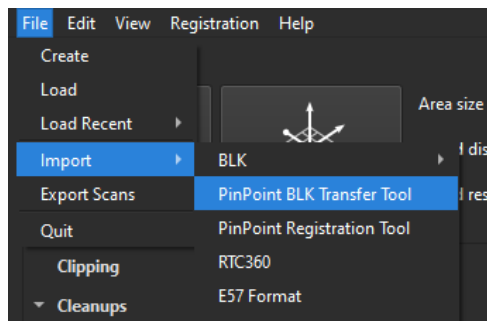 File Edit View Registration Help
Create
Load
Load Recent
Import
Export Scans
Quit
BLK
PinPoint BLK Transfer Tool
PinPoint Registration Tool
RTC360
E57 Format
Area size
Clipping
Cleanups